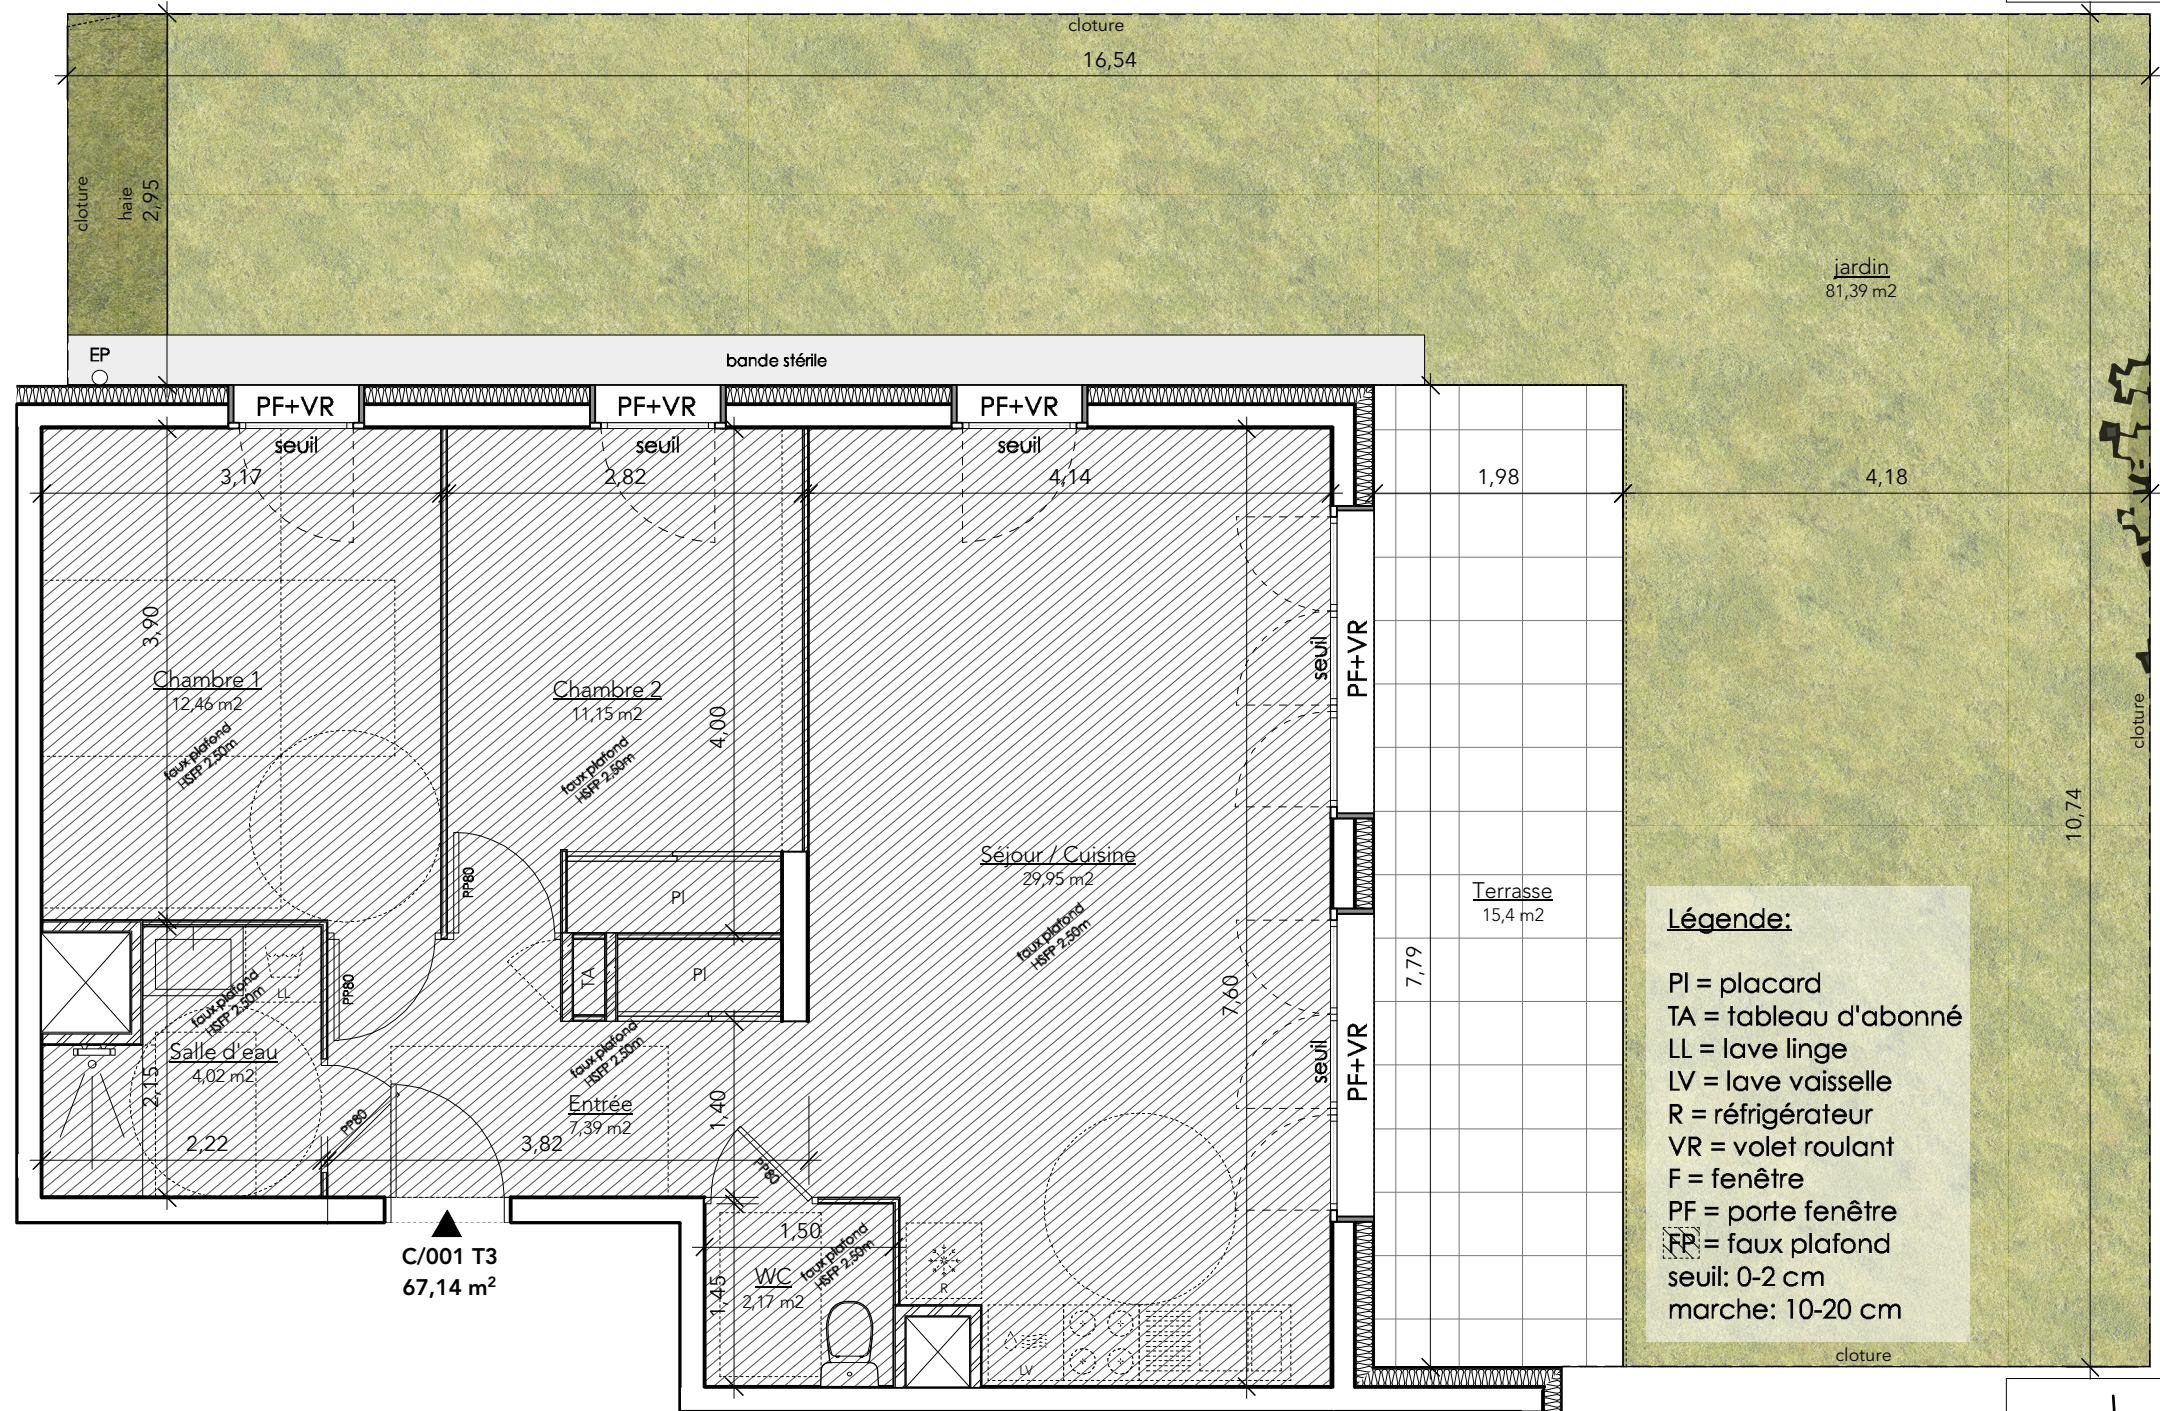 cloture
16,54
cloture
haie
2,95
jardin
81,39 m2
EP
bande stérile
PF+VR
PF+VR
PF+VR
seuil
seuil
seuil
3,17
2,82
4,14
1,98
4,18
3,90
Chambre 1
12,46 m2
faux plafond
HSFP 2,50m
Chambre 2
11,15 m2
faux plafond
HSFP 2,50m
4,00
seuil
PF+VR
cloture
10,74
PP80
Pl
Séjour / Cuisine
29,95 m2
faux plafond
HSFP 2,50m
Terrasse
15,4 m2
7,79
7,60
TA
Pl
PP80
LL
faux plafond
HSFP 2,50m
Salle d'eau
4,02 m2
2,15
2,22
PP80
faux plafond
HSFP 2,50m
Entrée
7,39 m2
3,82
1,40
PP80
seuil
PF+VR
C/001 T3
67,14 m²
1,50
faux plafond
HSFP 2,50m
WC
2,17 m2
1,45
R
LV
Légende:
Pl = placard
TA = tableau d'abonné
LL = lave linge
LV = lave vaisselle
R = réfrigérateur
VR = volet roulant
F = fenêtre
PF = porte fenêtre
FP = faux plafond
seuil: 0-2 cm
marche: 10-20 cm
cloture